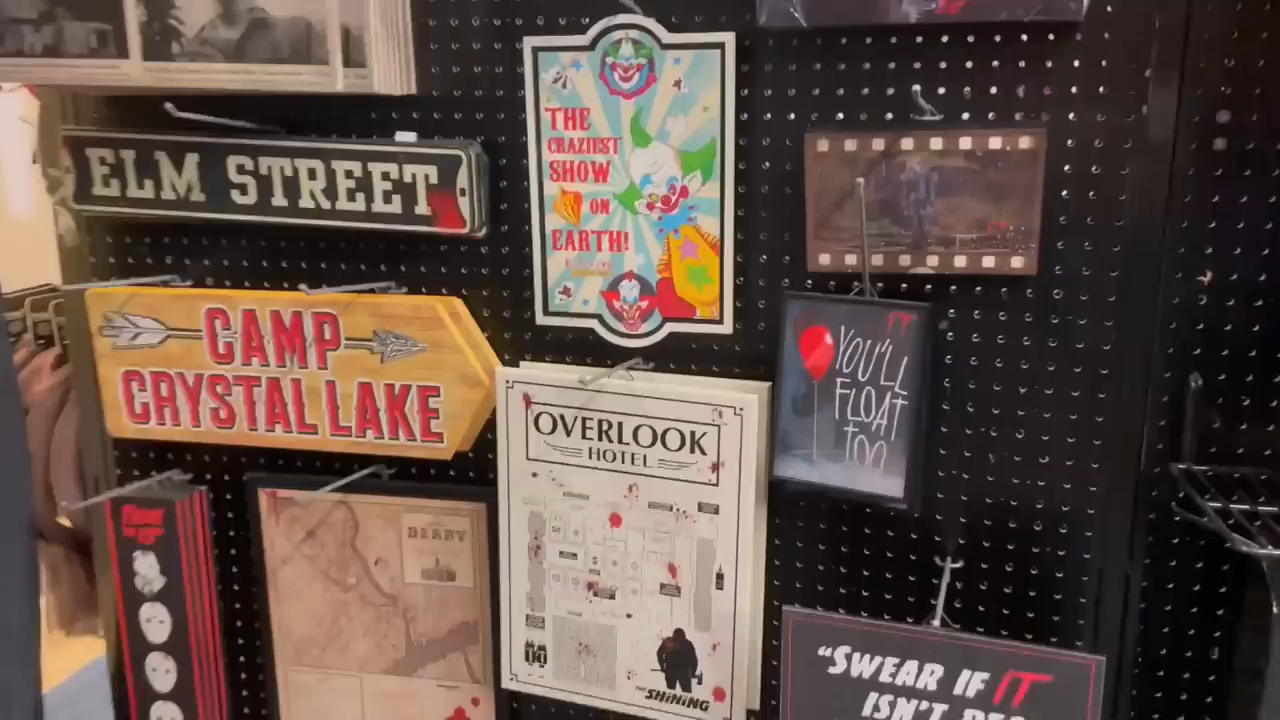 ELM STREET
THE
CRAZIEST
SHOW
ON
EARTH!
CAMP
CRYSTAL LAKE
YOU'LL
FLOAT
TOO
OVERLOOK
HOTEL
DERRY
THE SHINING
"SWEAR IF IT
ISN'T